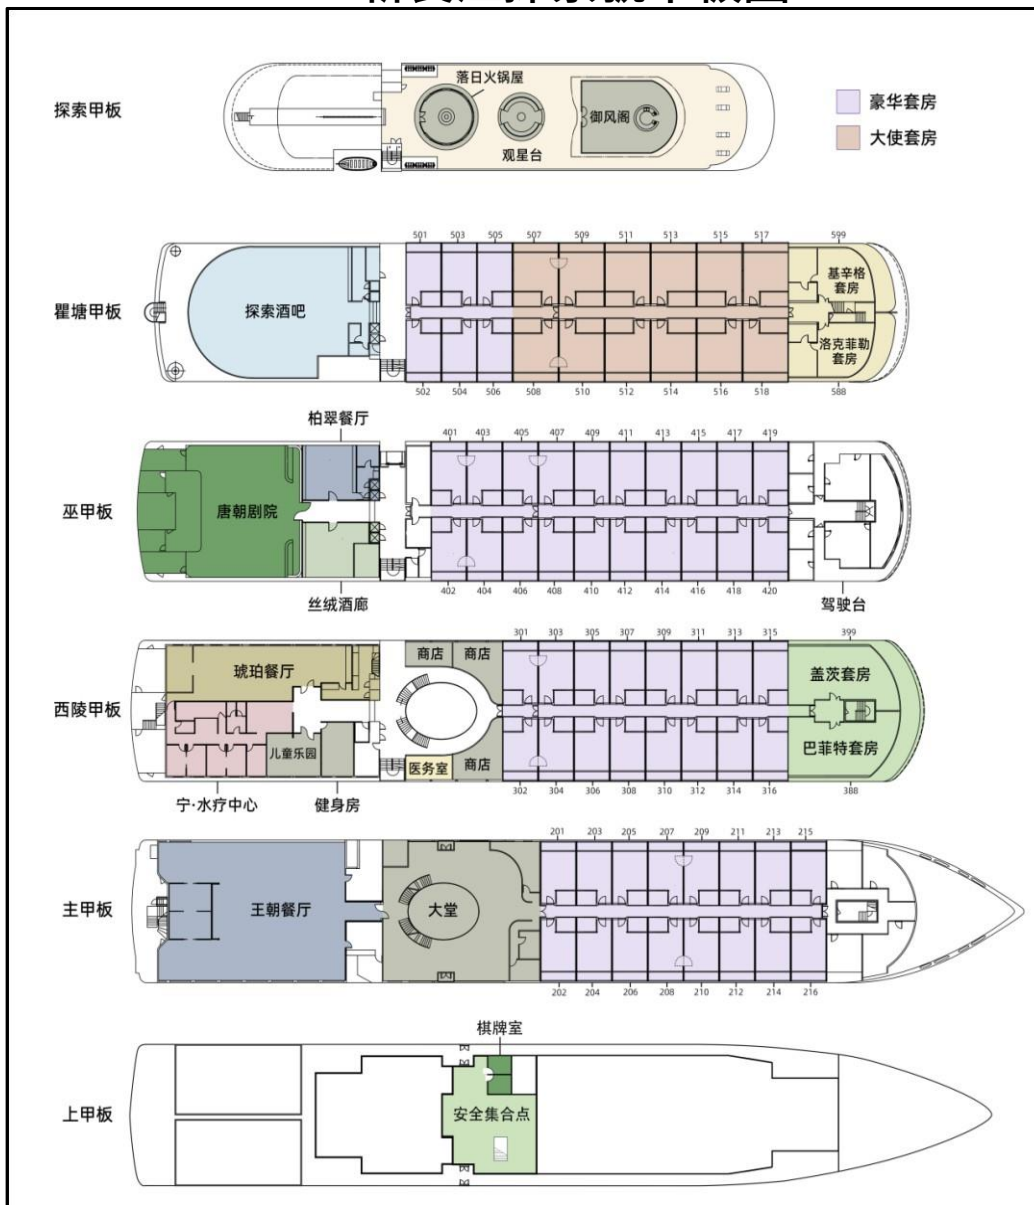 探索甲板
落日火锅屋
观星台
御风阁
豪华套房
大使套房
瞿塘甲板
501 503 505 507 509 511 513 515 517 599
探索酒吧
基辛格
套房
洛克菲勒
套房
502 504 506 508 510 512 514 516 518 588
柏翠餐厅
401 403 405 407 409 411 413 415 417 419
巫甲板
唐朝剧院
402 404 406 408 410 412 414 416 418 420
丝绒酒廊
驾驶台
301 303 305 307 309 311 313 315 399
商店 商店
琥珀餐厅
盖茨套房
西陵甲板
巴菲特套房
儿童乐园
医务室
商店
302 304 306 308 310 312 314 316 388
宁·水疗中心
健身房
201 203 205 207 209 211 213 215
主甲板
王朝餐厅
大堂
202 204 206 208 210 212 214 216
棋牌室
上甲板
安全集合点